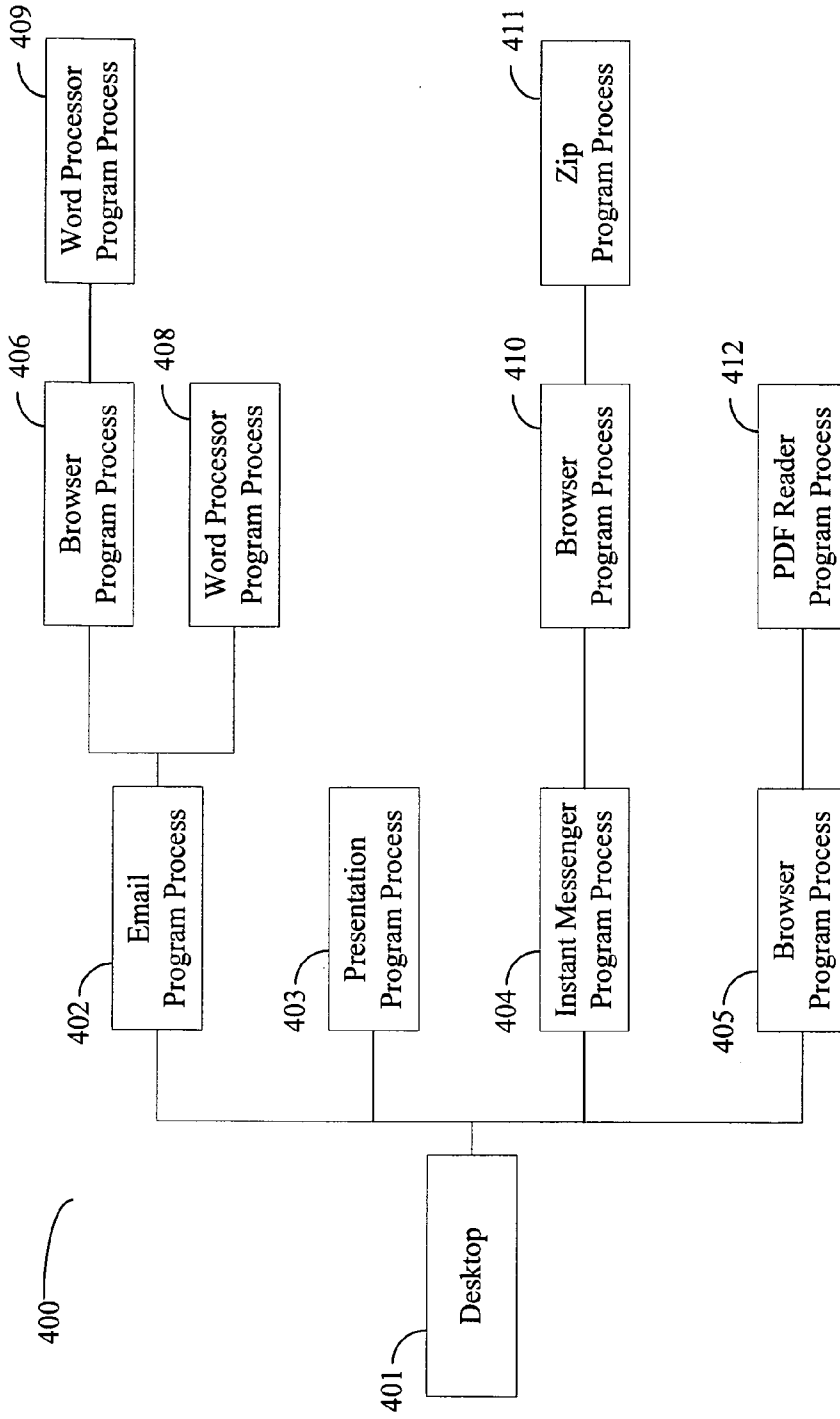 400
401
Desktop
402
Email
Program Process
403
Presentation
Program Process
404
Instant Messenger
Program Process
405
Browser
Program Process
406
Browser
Program Process
408
Word Processor
Program Process
409
Word Processor
Program Process
410
Browser
Program Process
411
Zip
Program Process
412
PDF Reader
Program Process